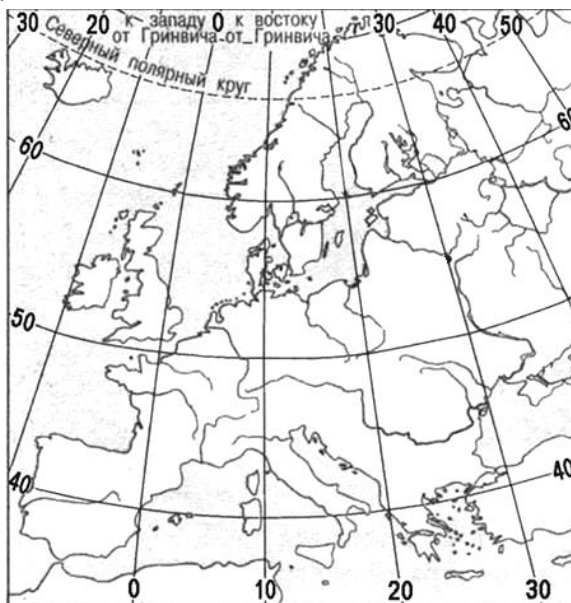 30 20 10 к западу 0 к востоку 30 40 50
от Гринвича от Гринвича
Северный полярный круг
60 60
50
40 40
0 10 20 30